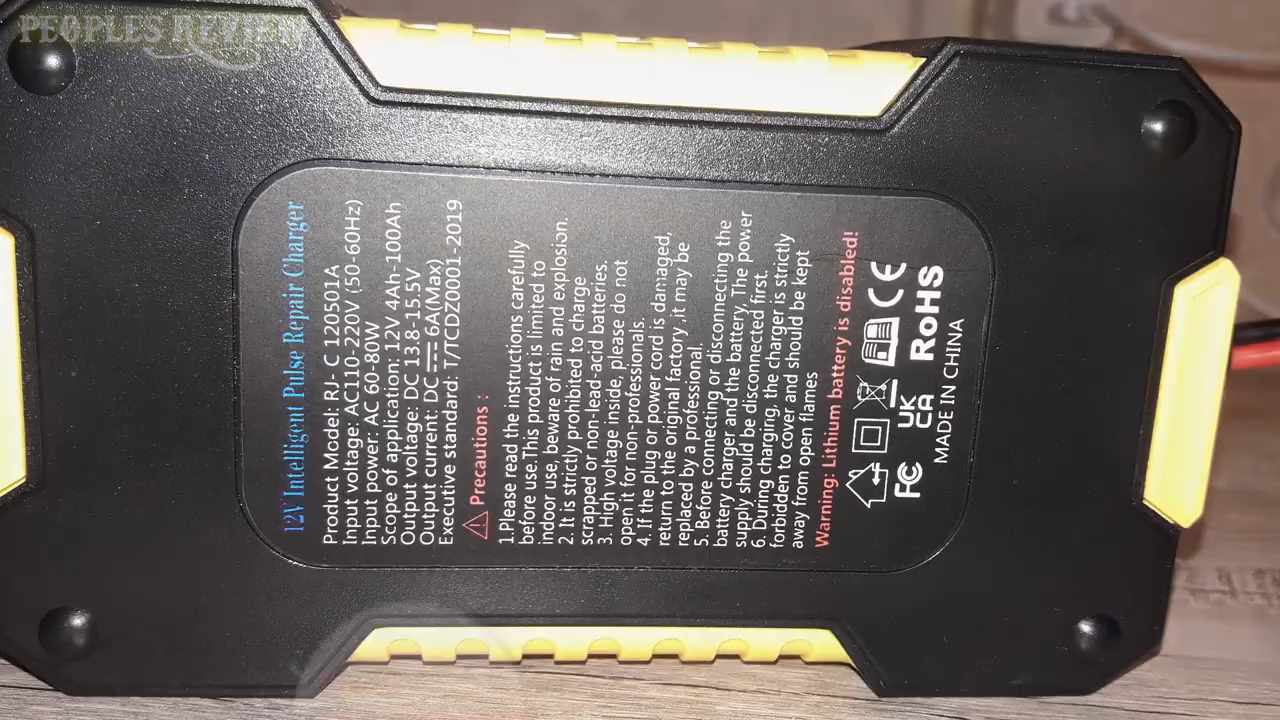 PEOPLES REVIEW
12V Intelligent Pulse Repair Charger
Product Model: RJ- C 120501A
Input voltage: AC110-220V (50-60Hz)
Input power: AC 60-80W
Scope of application: 12V 4Ah-100Ah
Output voltage: DC 13.8-15.5V
Output current: DC 6A(Max)
Executive standard: T/TCDZ0001-2019
Precautions :
1.Please read the instructions carefully
before use.This product is limited to
indoor use, beware of rain and explosion.
2. It is strictly prohibited to charge
scrapped or non-lead-acid batteries.
3. High voltage inside, please do not
open it for non-professionals.
4. If the plug or power cord is damaged,
return to the original factory ,it may be
replaced by a professional.
5. Before connecting or disconnecting the
battery charger and the battery, The power
supply should be disconnected first.
6. During charging, the charger is strictly
forbidden to cover and should be kept
away from open flames
Warning: Lithium battery is disabled!
CE
FC
UK
CA
RoHS
MADE IN CHINA